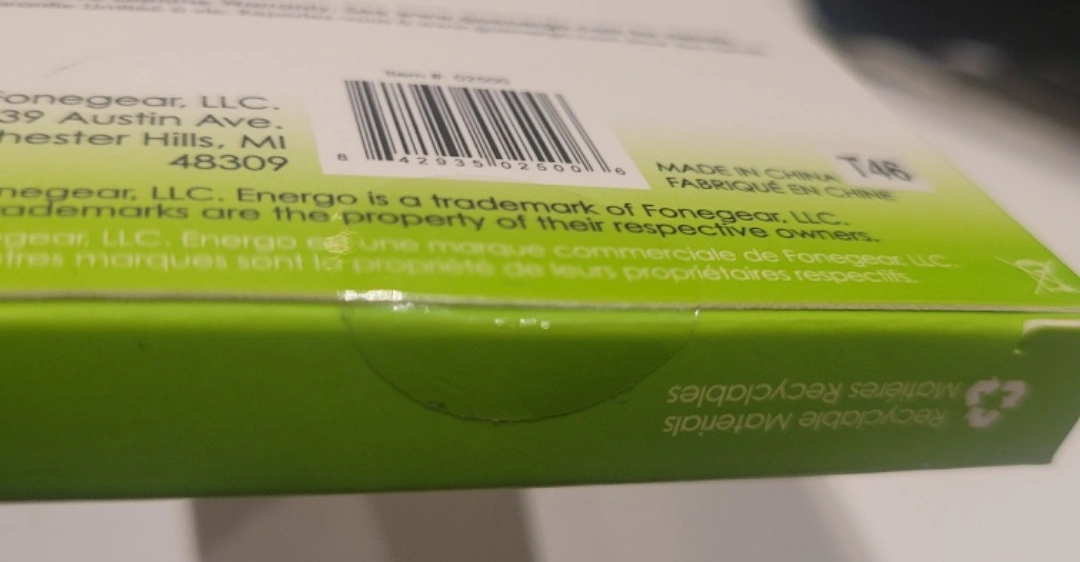 Item #: 02500
Fonegear, LLC.
39 Austin Ave.
hester Hills, MI
48309
8 42935 02500 6
MADE IN CHINA
FABRIQUÉ EN CHINE
T46
negear, LLC. Energo is a trademark of Fonegear, LLC.
ademarks are the property of their respective owners.
gear, LLC. Energo est une marque commerciale de Fonegear, LLC.
tres marques sont la propriété de leurs propriétaires respectifs.
Recyclable Materials
Matières Recyclables